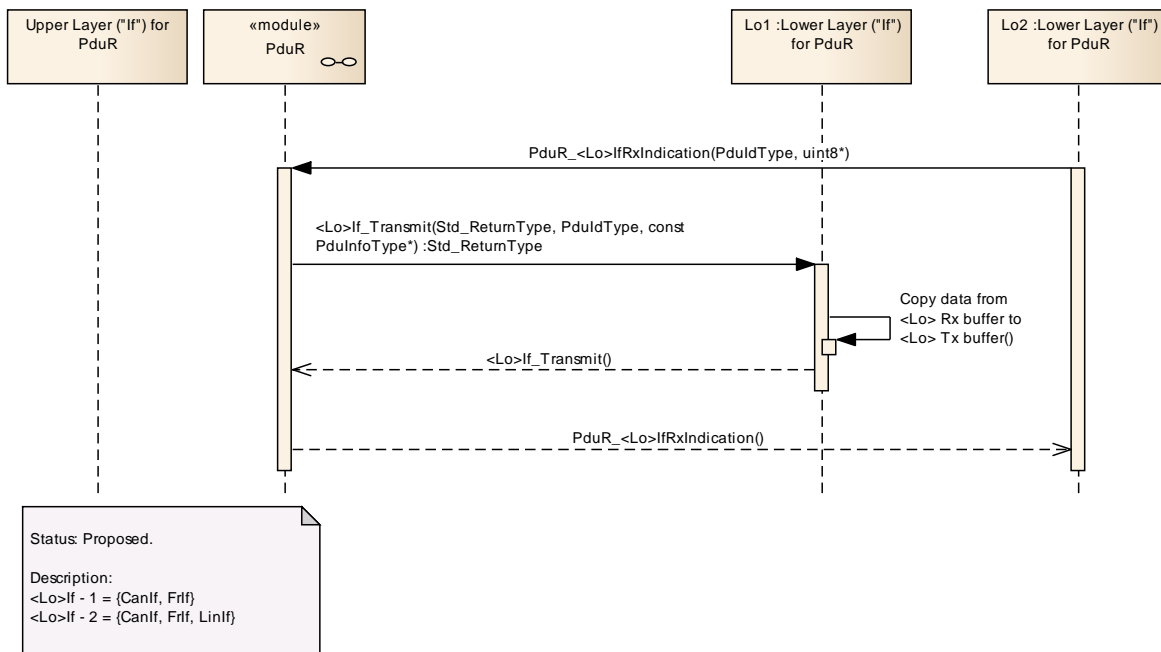 Upper Layer ("If") for
PduR
«module»
PduR
Lo1 :Lower Layer ("If")
for PduR
Lo2 :Lower Layer ("If")
for PduR
PduR_<Lo>IfRxIndication(PduIdType, uint8*)
<Lo>If_Transmit(Std_ReturnType, PduIdType, const
PduInfoType*) :Std_ReturnType
Copy data from
<Lo> Rx buffer to
<Lo> Tx buffer()
<Lo>If_Transmit()
PduR_<Lo>IfRxIndication()
Status: Proposed.
Description:
<Lo>If - 1 = {CanIf, FrIf}
<Lo>If - 2 = {CanIf, FrIf, LinIf}